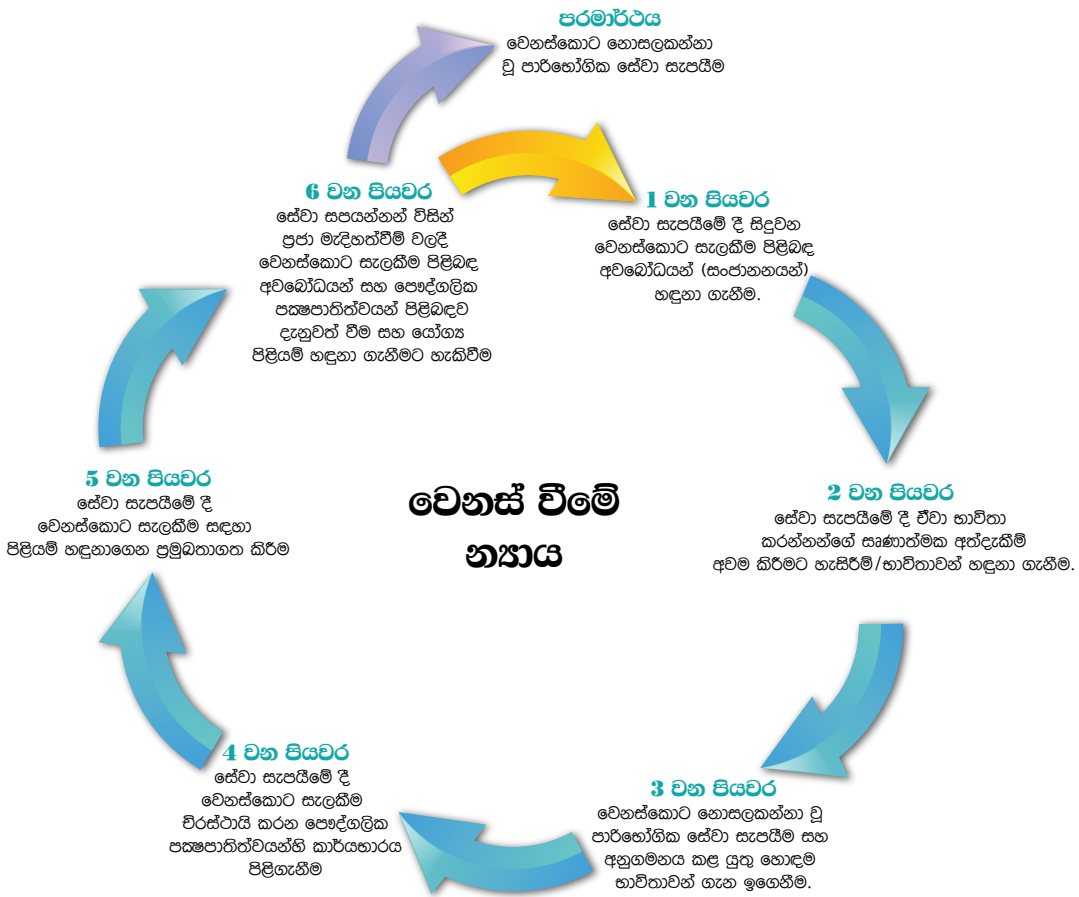 පරමාර්ථය
වෙනස්කොට නොසලකන්නා
වූ පාරිභෝගික සේවා සැපයීම
1 වන පියවර
සේවා සැපයීමේ දී සිදුවන
වෙනස්කොට සැලකීම පිළිබඳ
අවබෝධයන් (සංජානනයන්)
හඳුනා ගැනීම.
2 වන පියවර
සේවා සැපයීමේ දී ඒවා භාවිතා
කරන්නන්ගේ ඍණාත්මක අත්දැකීම්
අවම කිරීමට හැසිරීම්/භාවිතාවන් හඳුනා ගැනීම.
3 වන පියවර
වෙනස්කොට නොසලකන්නා වූ
පාරිභෝගික සේවා සැපයීම සහ
අනුගමනය කළ යුතු හොඳම
භාවිතාවන් ගැන ඉගෙනීම.
4 වන පියවර
සේවා සැපයීමේ දී
වෙනස්කොට සැලකීම
චිරස්ථායි කරන පෞද්ගලික
පක්‍ෂපාතිත්වයන්හි කාර්යභාරය
පිළිගැනීම
5 වන පියවර
සේවා සැපයීමේ දී
වෙනස්කොට සැලකීම සඳහා
පිළියම් හඳුනාගෙන ප්‍රමුඛතාගත කිරීම
6 වන පියවර
සේවා සපයන්නන් විසින්
ප්‍රජා මැදිහත්වීම් වලදී
වෙනස්කොට සැලකීම පිළිබඳ
අවබෝධයන් සහ පෞද්ගලික
පක්‍ෂපාතිත්වයන් පිළිබඳව
දැනුවත් වීම සහ යෝග්‍ය
පිළියම් හඳුනා ගැනීමට හැකිවීම
වෙනස් වීමේ
න්‍යාය